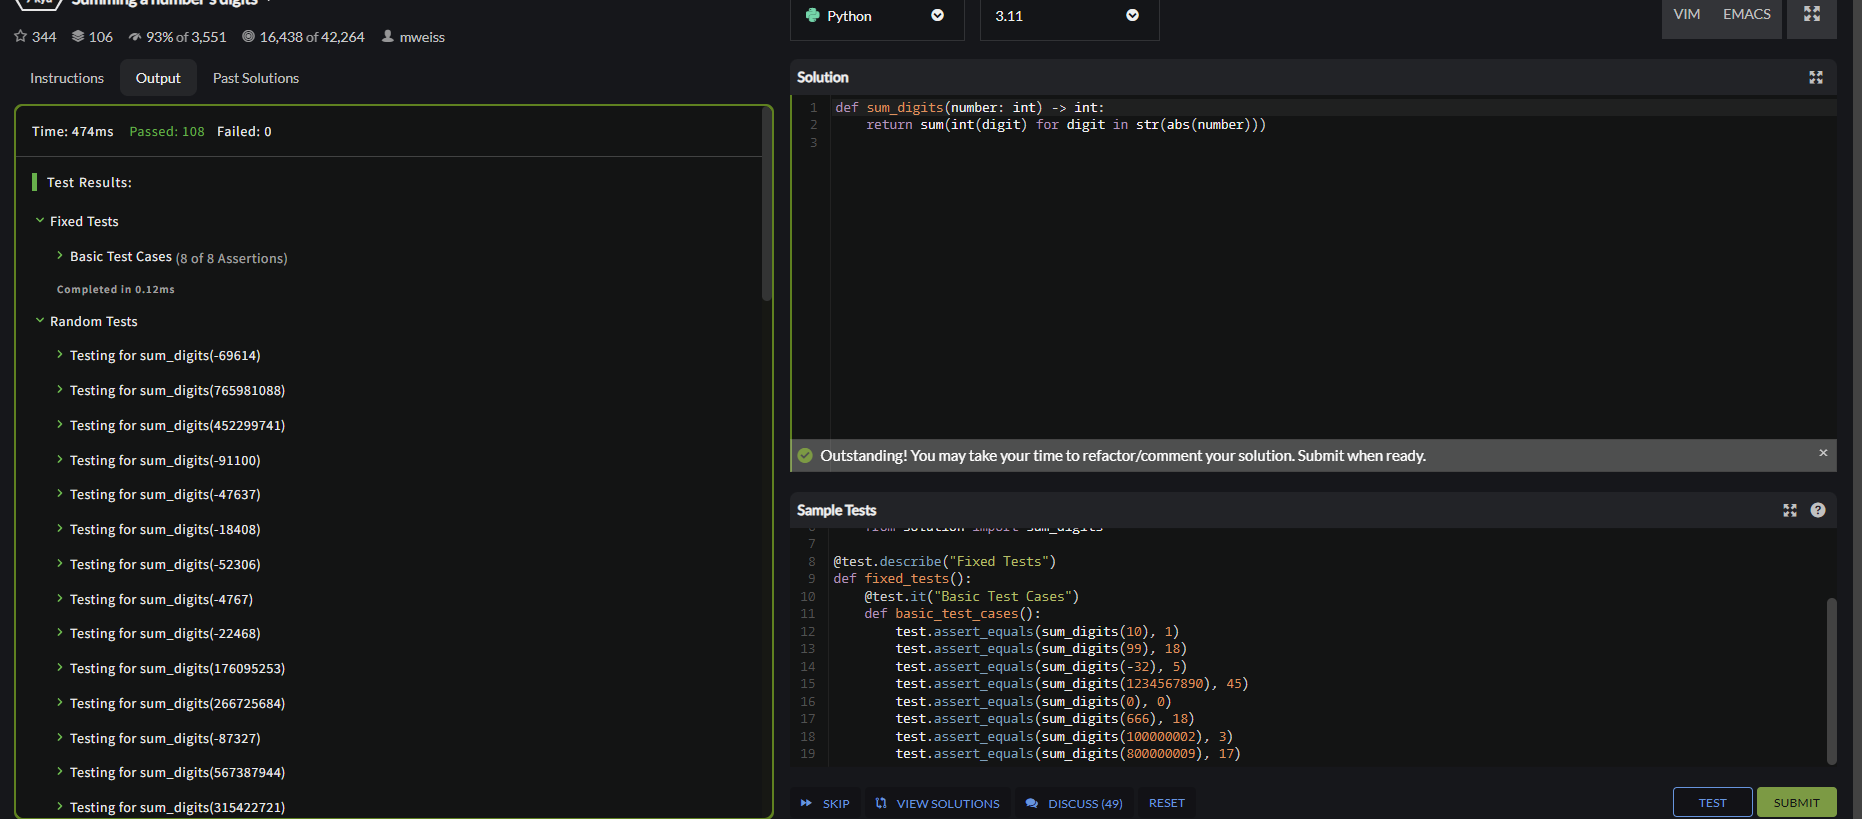 Summing a number's digits
344 106 93% of 3,551 16,438 of 42,264 mweiss
Instructions Output Past Solutions
Time: 474ms Passed: 108 Failed: 0
Test Results:
Fixed Tests
Basic Test Cases (8 of 8 Assertions)
Completed in 0.12ms
Random Tests
Testing for sum_digits(-69614)
Testing for sum_digits(765981088)
Testing for sum_digits(452299741)
Testing for sum_digits(-91100)
Testing for sum_digits(-47637)
Testing for sum_digits(-18408)
Testing for sum_digits(-52306)
Testing for sum_digits(-4767)
Testing for sum_digits(-22468)
Testing for sum_digits(176095253)
Testing for sum_digits(266725684)
Testing for sum_digits(-87327)
Testing for sum_digits(567387944)
Testing for sum_digits(315422721)
Python 3.11 VIM EMACS
Solution
1 def sum_digits(number: int) -> int:
2 return sum(int(digit) for digit in str(abs(number)))
3
Outstanding! You may take your time to refactor/comment your solution. Submit when ready. ×
Sample Tests ?
from solution import sum_digits
7
8 @test.describe("Fixed Tests")
9 def fixed_tests():
10 @test.it("Basic Test Cases")
11 def basic_test_cases():
12 test.assert_equals(sum_digits(10), 1)
13 test.assert_equals(sum_digits(99), 18)
14 test.assert_equals(sum_digits(-32), 5)
15 test.assert_equals(sum_digits(1234567890), 45)
16 test.assert_equals(sum_digits(0), 0)
17 test.assert_equals(sum_digits(666), 18)
18 test.assert_equals(sum_digits(100000002), 3)
19 test.assert_equals(sum_digits(800000009), 17)
SKIP VIEW SOLUTIONS DISCUSS (49) RESET TEST SUBMIT